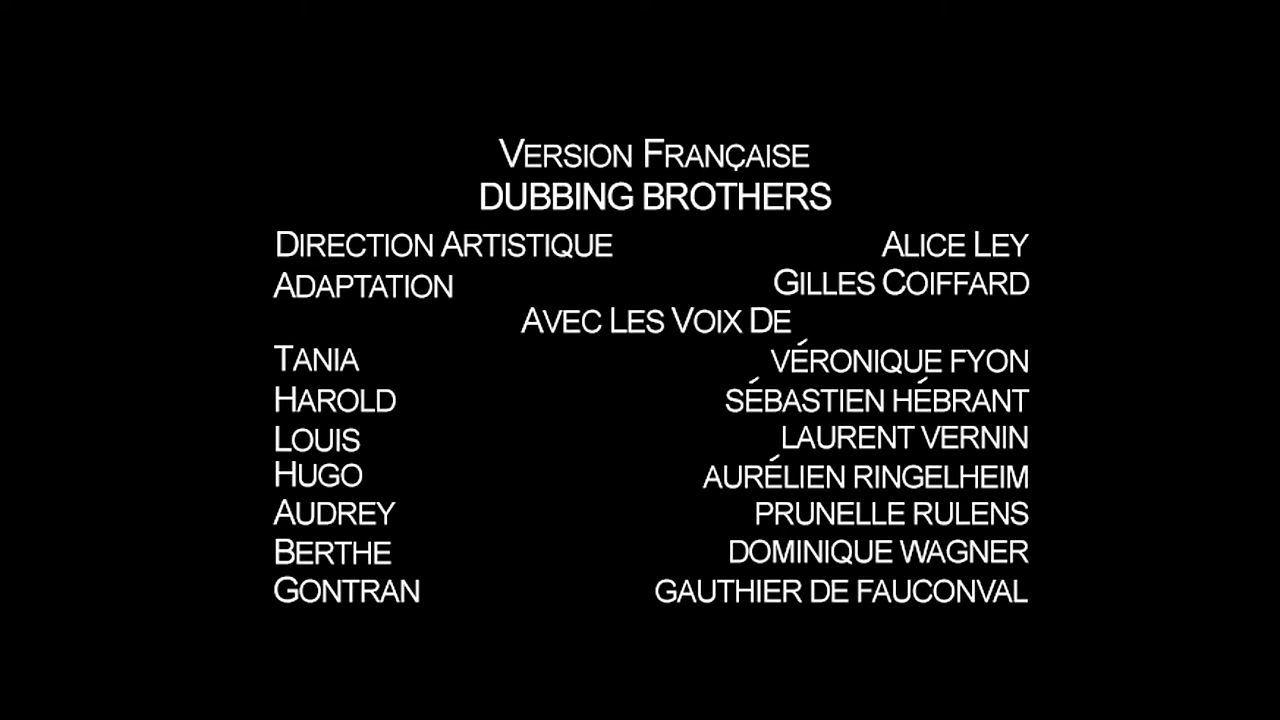 VERSION FRANÇAISE
DUBBING BROTHERS
DIRECTION ARTISTIQUE ALICE LEY
ADAPTATION GILLES COIFFARD
AVEC LES VOIX DE
TANIA VÉRONIQUE FYON
HAROLD SÉBASTIEN HÉBRANT
LOUIS LAURENT VERNIN
HUGO AURÉLIEN RINGELHEIM
AUDREY PRUNELLE RULENS
BERTHE DOMINIQUE WAGNER
GONTRAN GAUTHIER DE FAUCONVAL